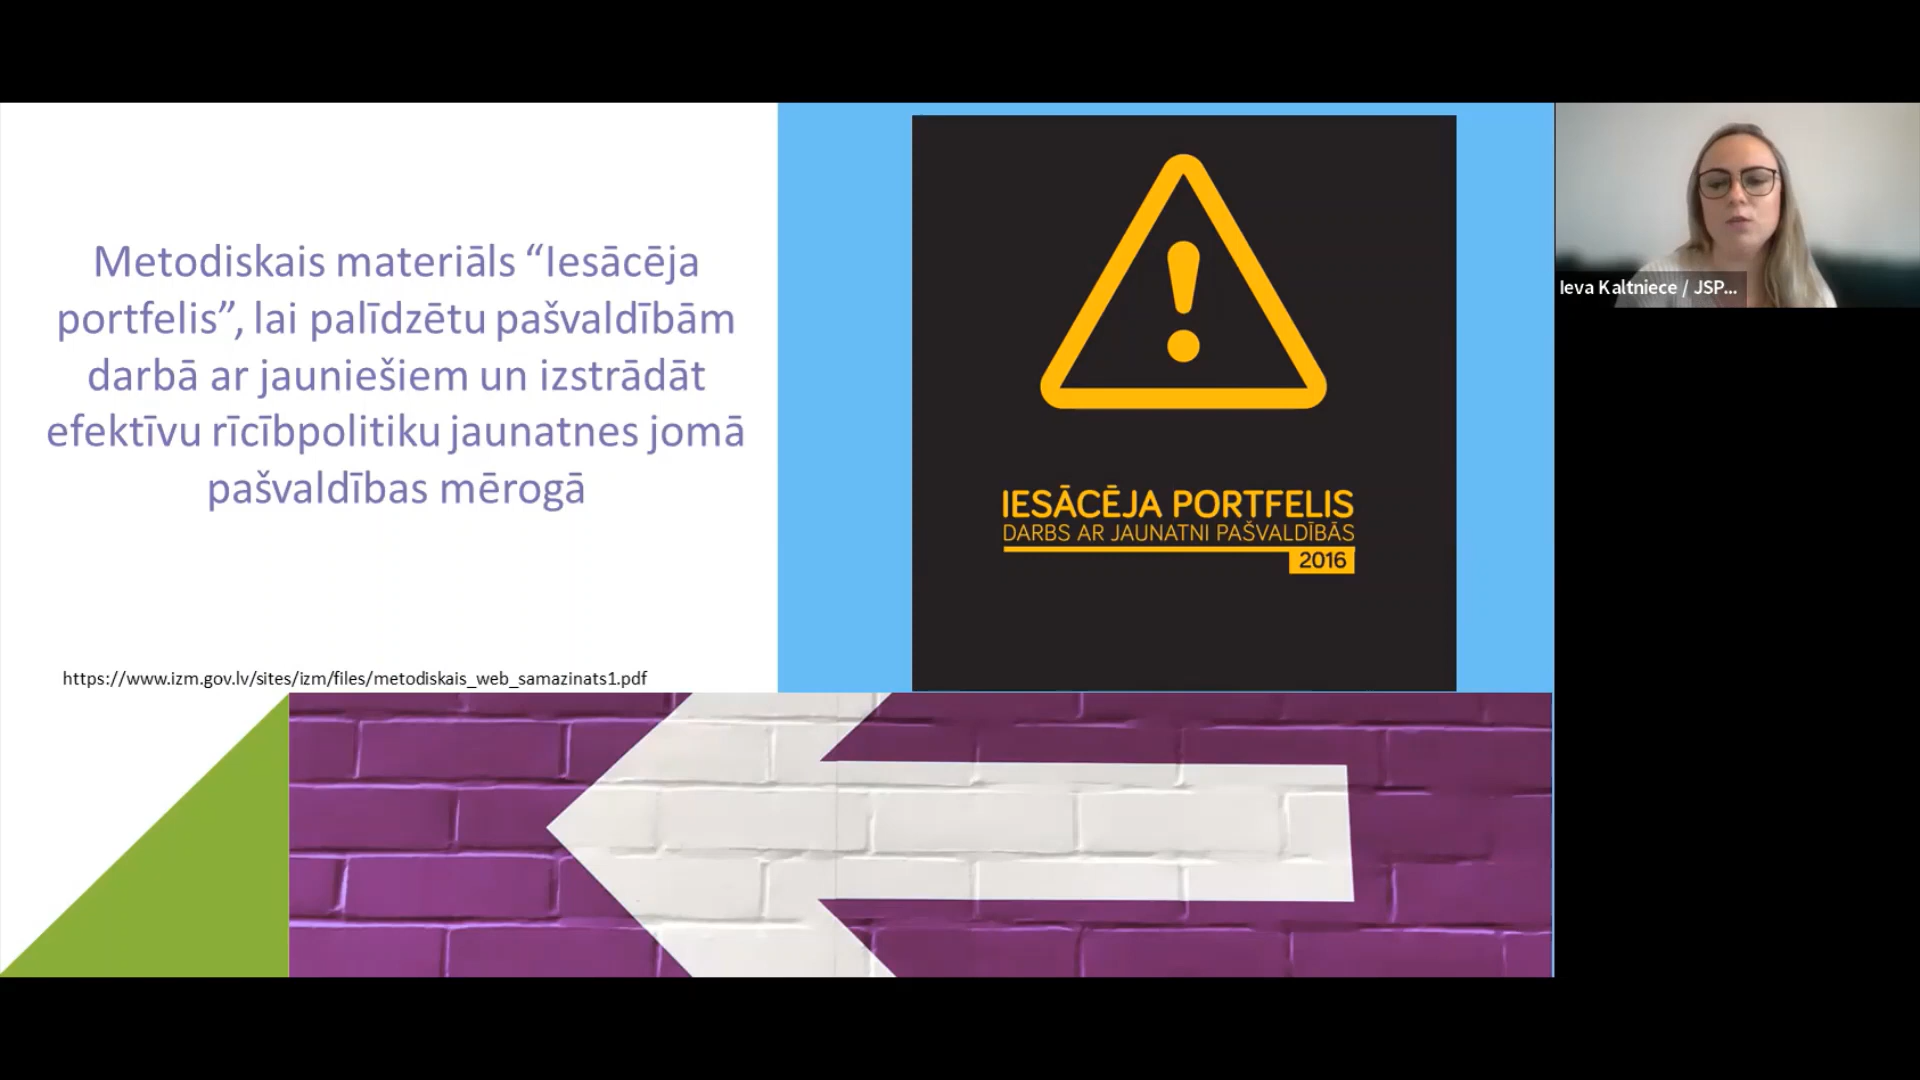 Metodiskais materiāls “Iesācēja
portfelis”, lai palīdzētu pašvaldībām
darbā ar jauniešiem un izstrādāt
efektīvu rīcībpolitiku jaunatnes jomā
pašvaldības mērogā
https://www.izm.gov.lv/sites/izm/files/metodiskais_web_samazinats1.pdf
IESĀCĒJA PORTFELIS
DARBS AR JAUNATNI PAŠVALDĪBĀS
2016
Ieva Kaltniece / JSP...